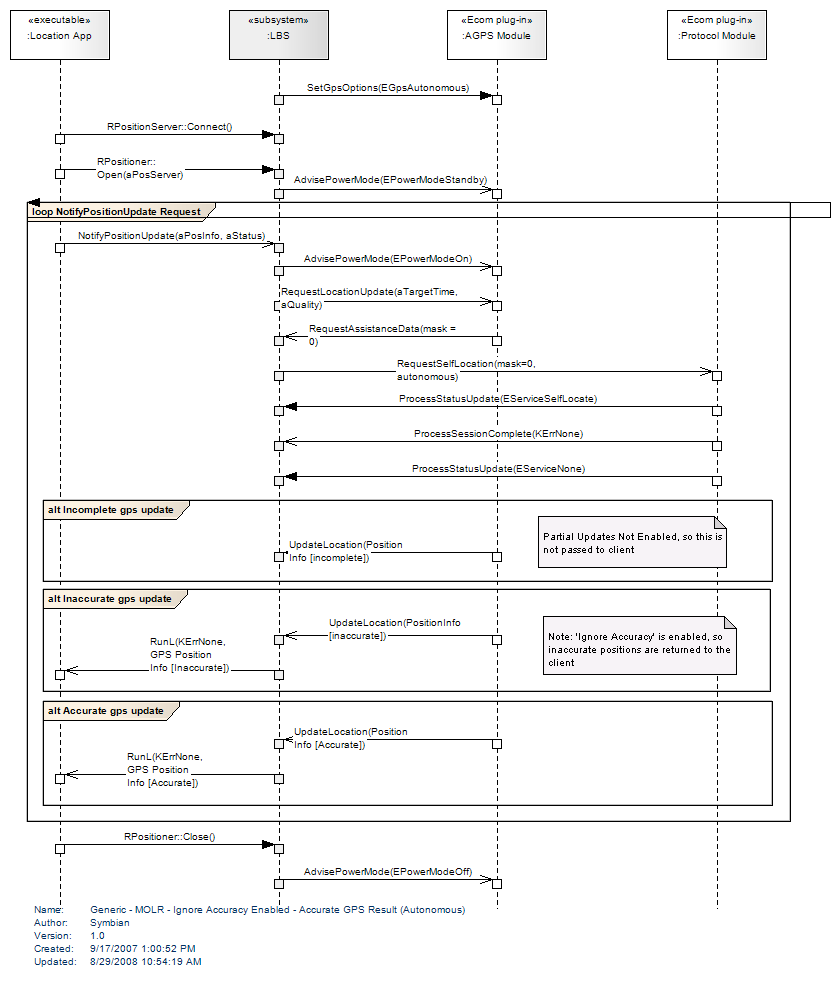 «executable»
:Location App
«subsystem»
:LBS
«Ecom plug-in»
:AGPS Module
«Ecom plug-in»
:Protocol Module
SetGpsOptions(EGpsAutonomous)
RPositionServer::Connect()
RPositioner::
Open(aPosServer)
AdvisePowerMode(EPowerModeStandby)
loop NotifyPositionUpdate Request
NotifyPositionUpdate(aPosInfo, aStatus)
AdvisePowerMode(EPowerModeOn)
RequestLocationUpdate(aTargetTime,
aQuality)
RequestAssistanceData(mask =
0)
RequestSelfLocation(mask=0,
autonomous)
ProcessStatusUpdate(EServiceSelfLocate)
ProcessSessionComplete(KErrNone)
ProcessStatusUpdate(EServiceNone)
alt Incomplete gps update
UpdateLocation(Position
Info [incomplete])
Partial Updates Not Enabled, so this is
not passed to client
alt Inaccurate gps update
UpdateLocation(PositionInfo
[inaccurate])
RunL(KErrNone,
GPS Position
Info [Inaccurate])
Note: 'Ignore Accuracy' is enabled, so
inaccurate positions are returned to the
client
alt Accurate gps update
UpdateLocation(Position
Info [Accurate])
RunL(KErrNone,
GPS Position
Info [Accurate])
RPositioner::Close()
AdvisePowerMode(EPowerModeOff)
Name: Generic - MOLR - Ignore Accuracy Enabled - Accurate GPS Result (Autonomous)
Author: Symbian
Version: 1.0
Created: 9/17/2007 1:00:52 PM
Updated: 8/29/2008 10:54:19 AM